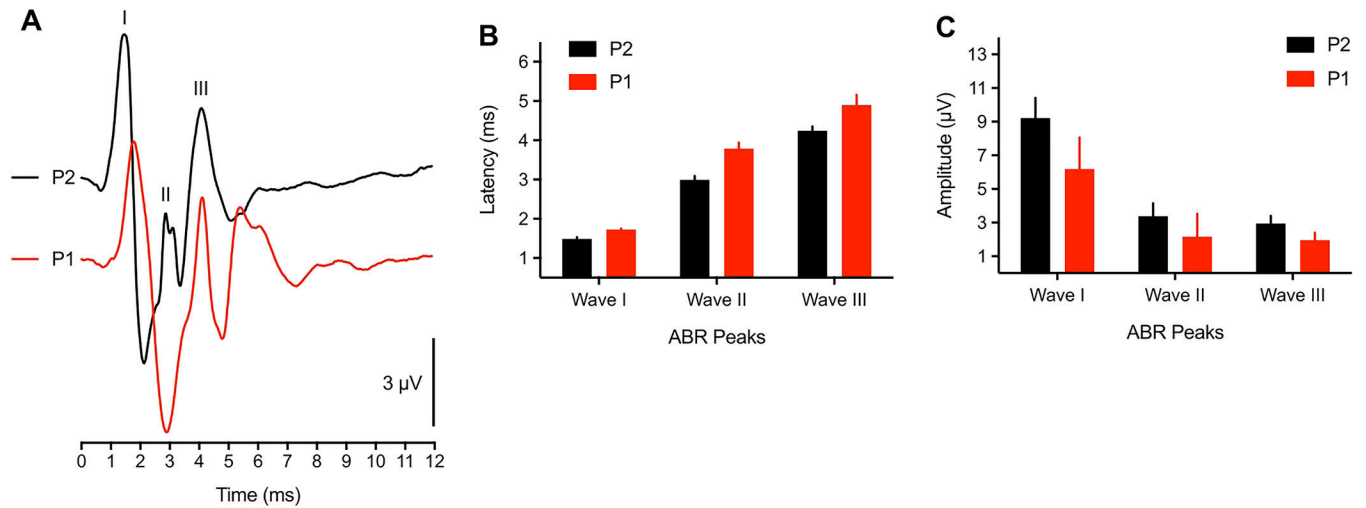 A
I
III
II
P2
P1
3 µV
0 1 2 3 4 5 6 7 8 9 10 11 12
Time (ms)
B
P2
P1
6
5
4
3
2
1
Latency (ms)
Wave I Wave II Wave III
ABR Peaks
C
P2
P1
13
11
9
7
5
3
1
Amplitude (µV)
Wave I Wave II Wave III
ABR Peaks